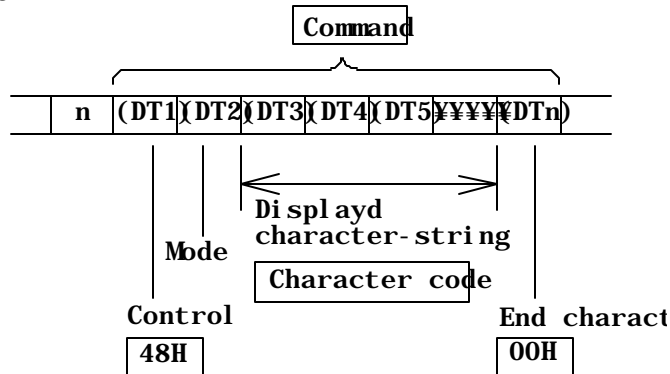 Command
n (DT1)(DT2)(DT3)(DT4)(DT5)¥¥¥¥¥(DTn)
Displayd
character-string
Mode
Character code
Control
End charact
48H
00H